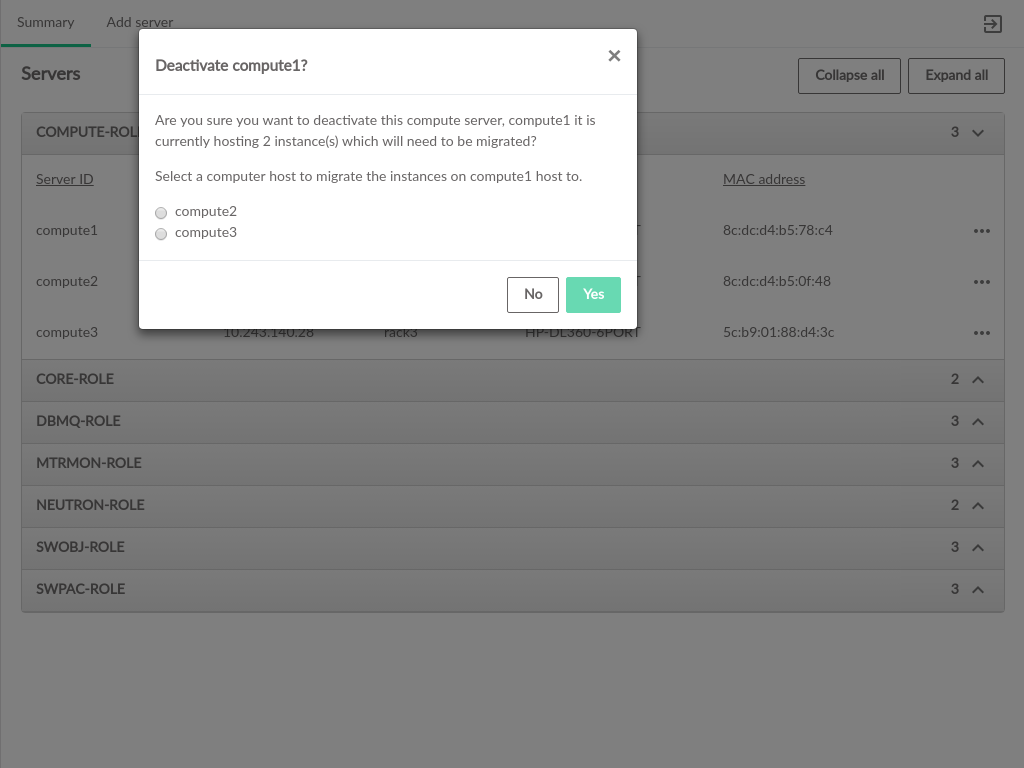 Summary Add server
Deactivate compute1? ×
Servers Collapse all Expand all
Are you sure you want to deactivate this compute server, compute1 it is
currently hosting 2 instance(s) which will need to be migrated?
Select a computer host to migrate the instances on compute1 host to.
compute2
compute3
No Yes
COMPUTE-ROL 3
Server ID MAC address
compute1 8c:dc:d4:b5:78:c4
compute2 8c:dc:d4:b5:0f:48
compute3 10.243.140.28 rack3 HP-DL360-6PORT 5c:b9:01:88:d4:3c
CORE-ROLE 2
DBMQ-ROLE 3
MTRMON-ROLE 3
NEUTRON-ROLE 2
SWOBJ-ROLE 3
SWPAC-ROLE 3